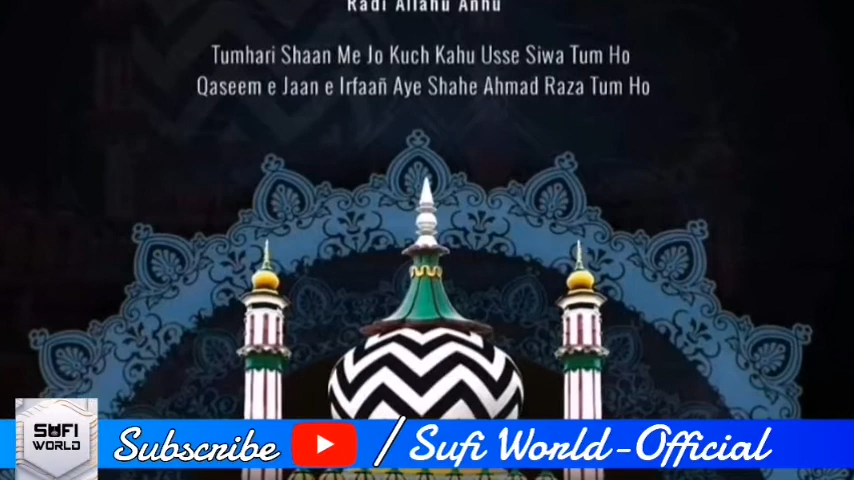 Radi Allahu Anhu
Tumhari Shaan Me Jo Kuch Kahu Usse Siwa Tum Ho
Qaseem e Jaan e Irfaañ Aye Shahe Ahmad Raza Tum Ho
SUFI
WORLD
Subscribe / Sufi World-Official